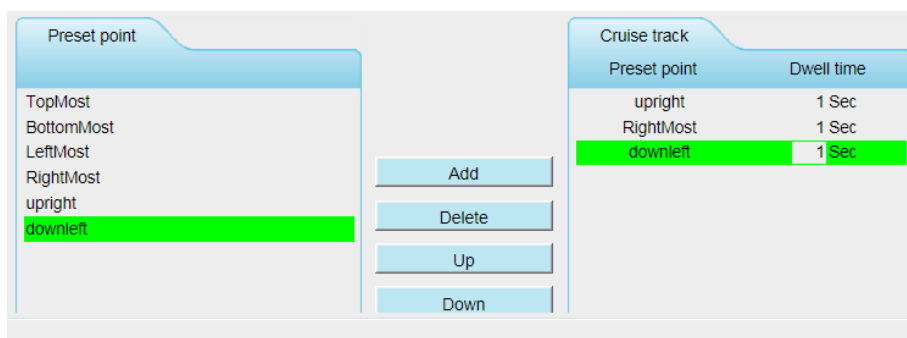 Preset point
TopMost
BottomMost
LeftMost
RightMost
upright
downleft
Add
Delete
Up
Down
Cruise track
Preset point Dwell time
upright 1 Sec
RightMost 1 Sec
downleft 1 Sec